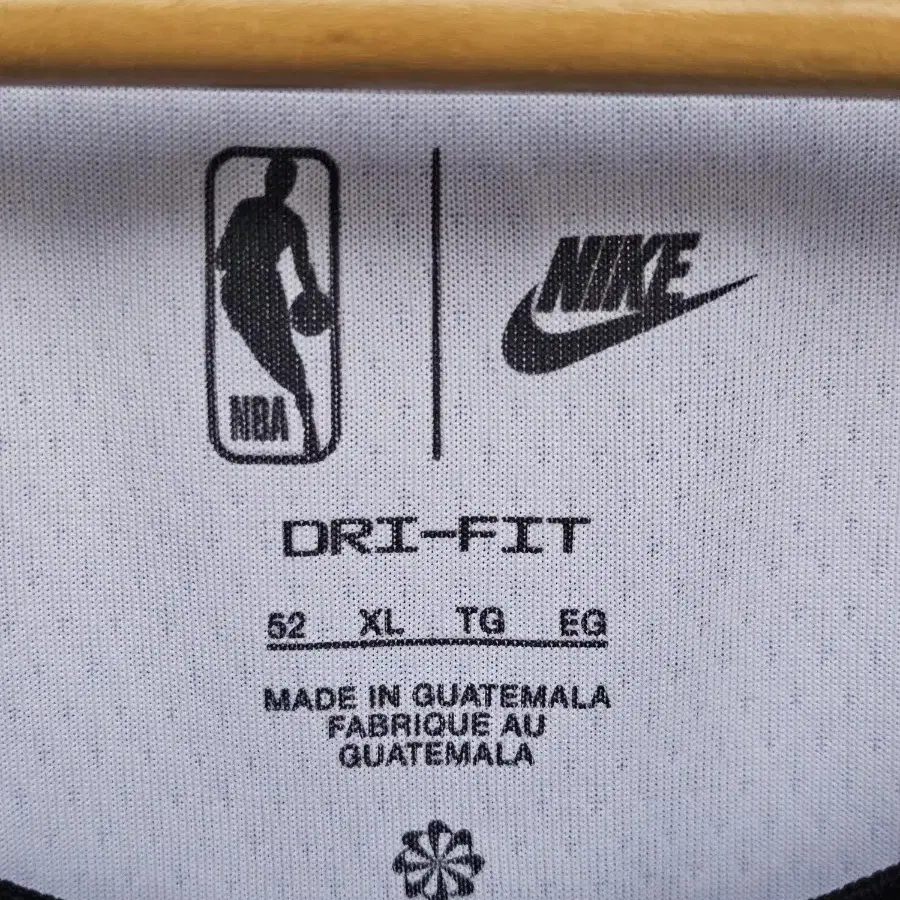 NBA
NIKE
DRI-FIT
52 XL TG EG
MADE IN GUATEMALA
FABRIQUE AU
GUATEMALA